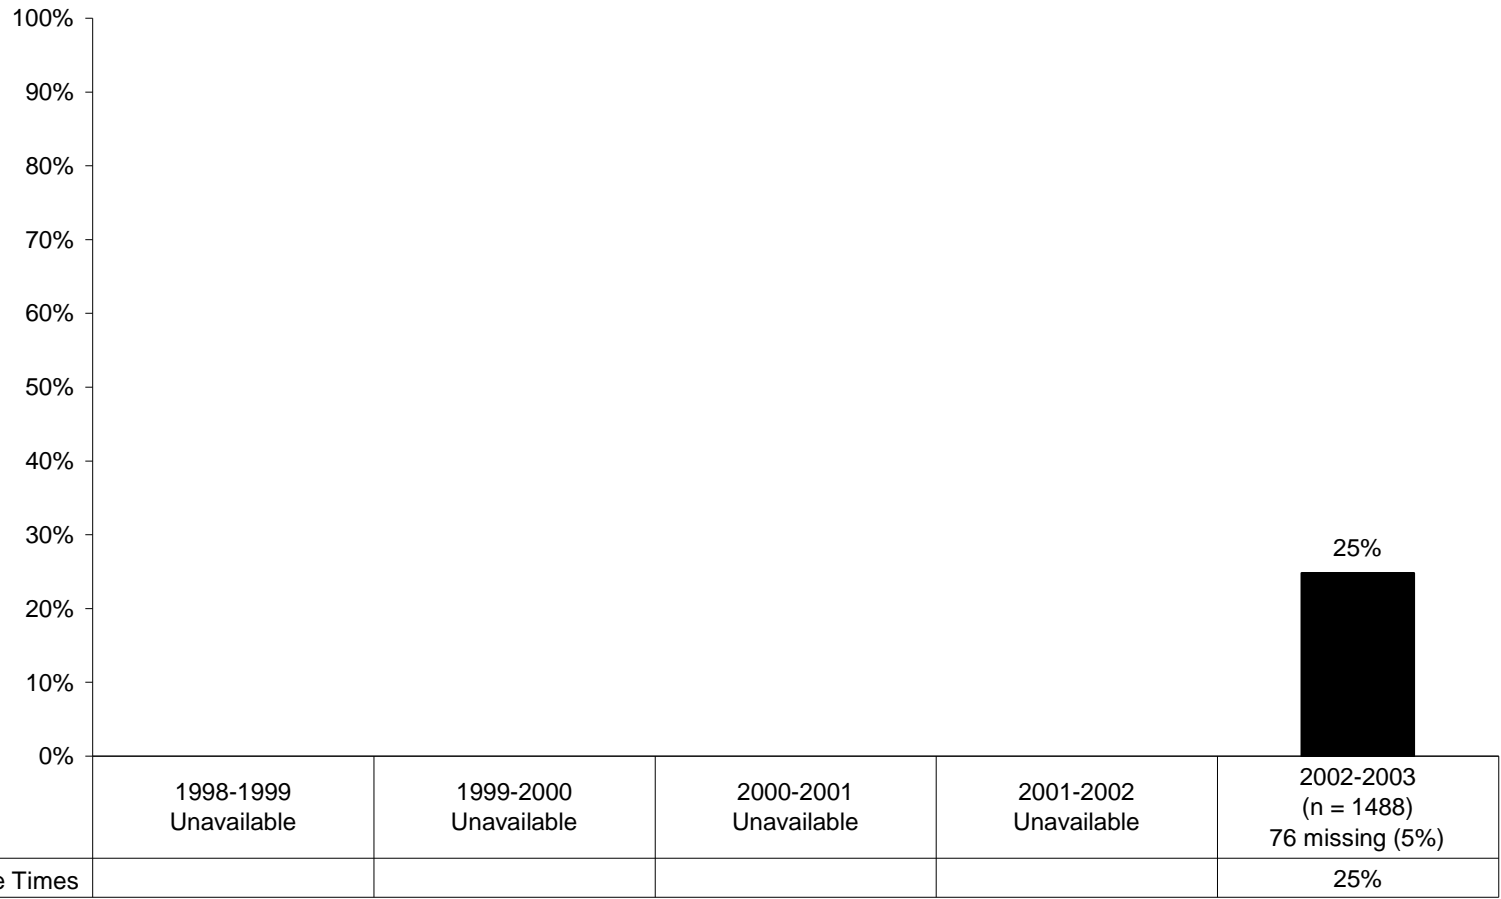 100%
90%
80%
70%
60%
50%
40%
30%
20%
10%
0%
25%
1998-1999
Unavailable
1999-2000
Unavailable
2000-2001
Unavailable
2001-2002
Unavailable
2002-2003
(n = 1488)
76 missing (5%)
Times
25%